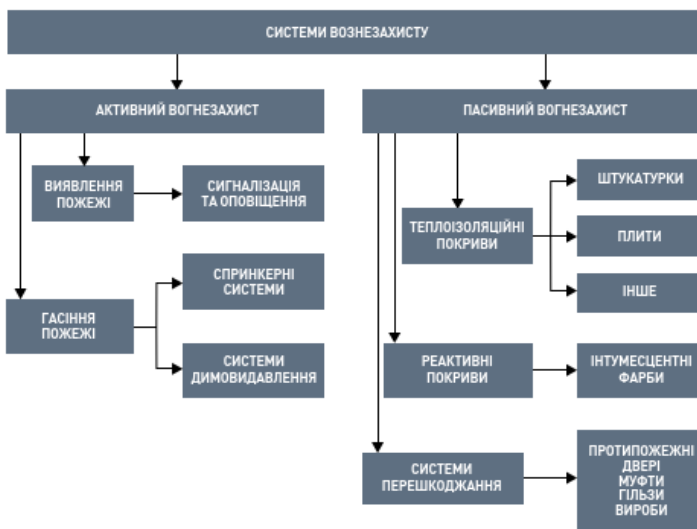 СИСТЕМИ ВОЗНЕЗАХИСТУ
АКТИВНИЙ ВОГНЕЗАХИСТ
ПАСИВНИЙ ВОГНЕЗАХИСТ
ВИЯВЛЕННЯ
ПОЖЕЖІ
СИГНАЛІЗАЦІЯ
ТА ОПОВІЩЕННЯ
ГАСІННЯ
ПОЖЕЖІ
СПРИНКЕРНІ
СИСТЕМИ
СИСТЕМИ
ДИМОВИДАВЛЕННЯ
ТЕПЛОІЗОЛЯЦІЙНІ
ПОКРИВИ
ШТУКАТУРКИ
ПЛИТИ
ІНШЕ
РЕАКТИВНІ
ПОКРИВИ
ІНТУМЕСЦЕНТНІ
ФАРБИ
СИСТЕМИ
ПЕРЕШКОДЖАННЯ
ПРОТИПОЖЕЖНІ
ДВЕРІ
МУФТИ
ГІЛЬЗИ
ВИРОБИ